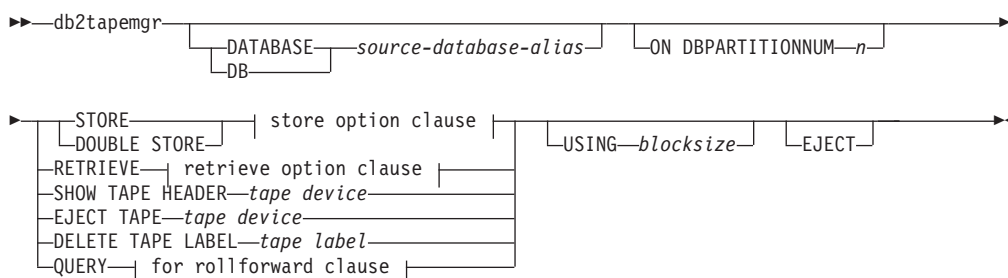 db2tapemgr DATABASE source-database-alias ON DBPARTITIONNUM n
DB
STORE store option clause USING blocksize EJECT
DOUBLE STORE
RETRIEVE retrieve option clause
SHOW TAPE HEADER tape device
EJECT TAPE tape device
DELETE TAPE LABEL tape label
QUERY for rollforward clause